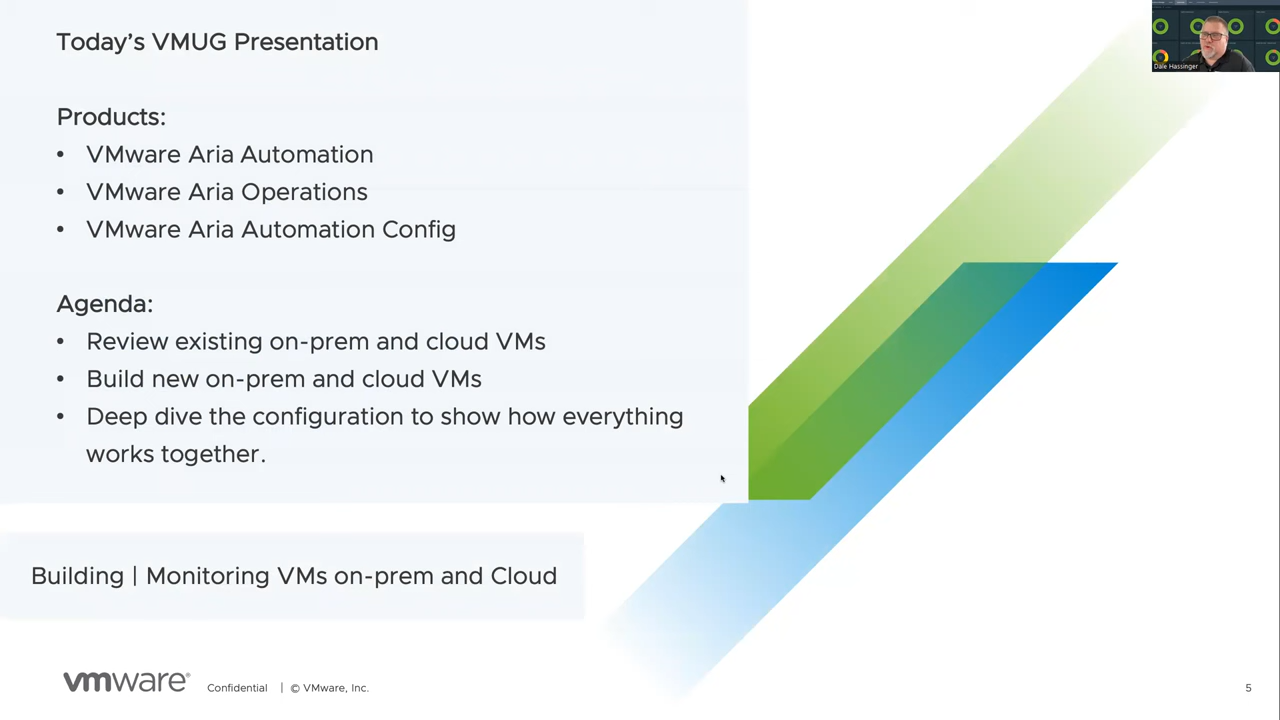 Today's VMUG Presentation
Products:
• VMware Aria Automation
• VMware Aria Operations
• VMware Aria Automation Config
Agenda:
• Review existing on-prem and cloud VMs
• Build new on-prem and cloud VMs
• Deep dive the configuration to show how everything
works together.
Building | Monitoring VMs on-prem and Cloud
vmware® Confidential | © VMware, Inc. 5
Dale Hassinger